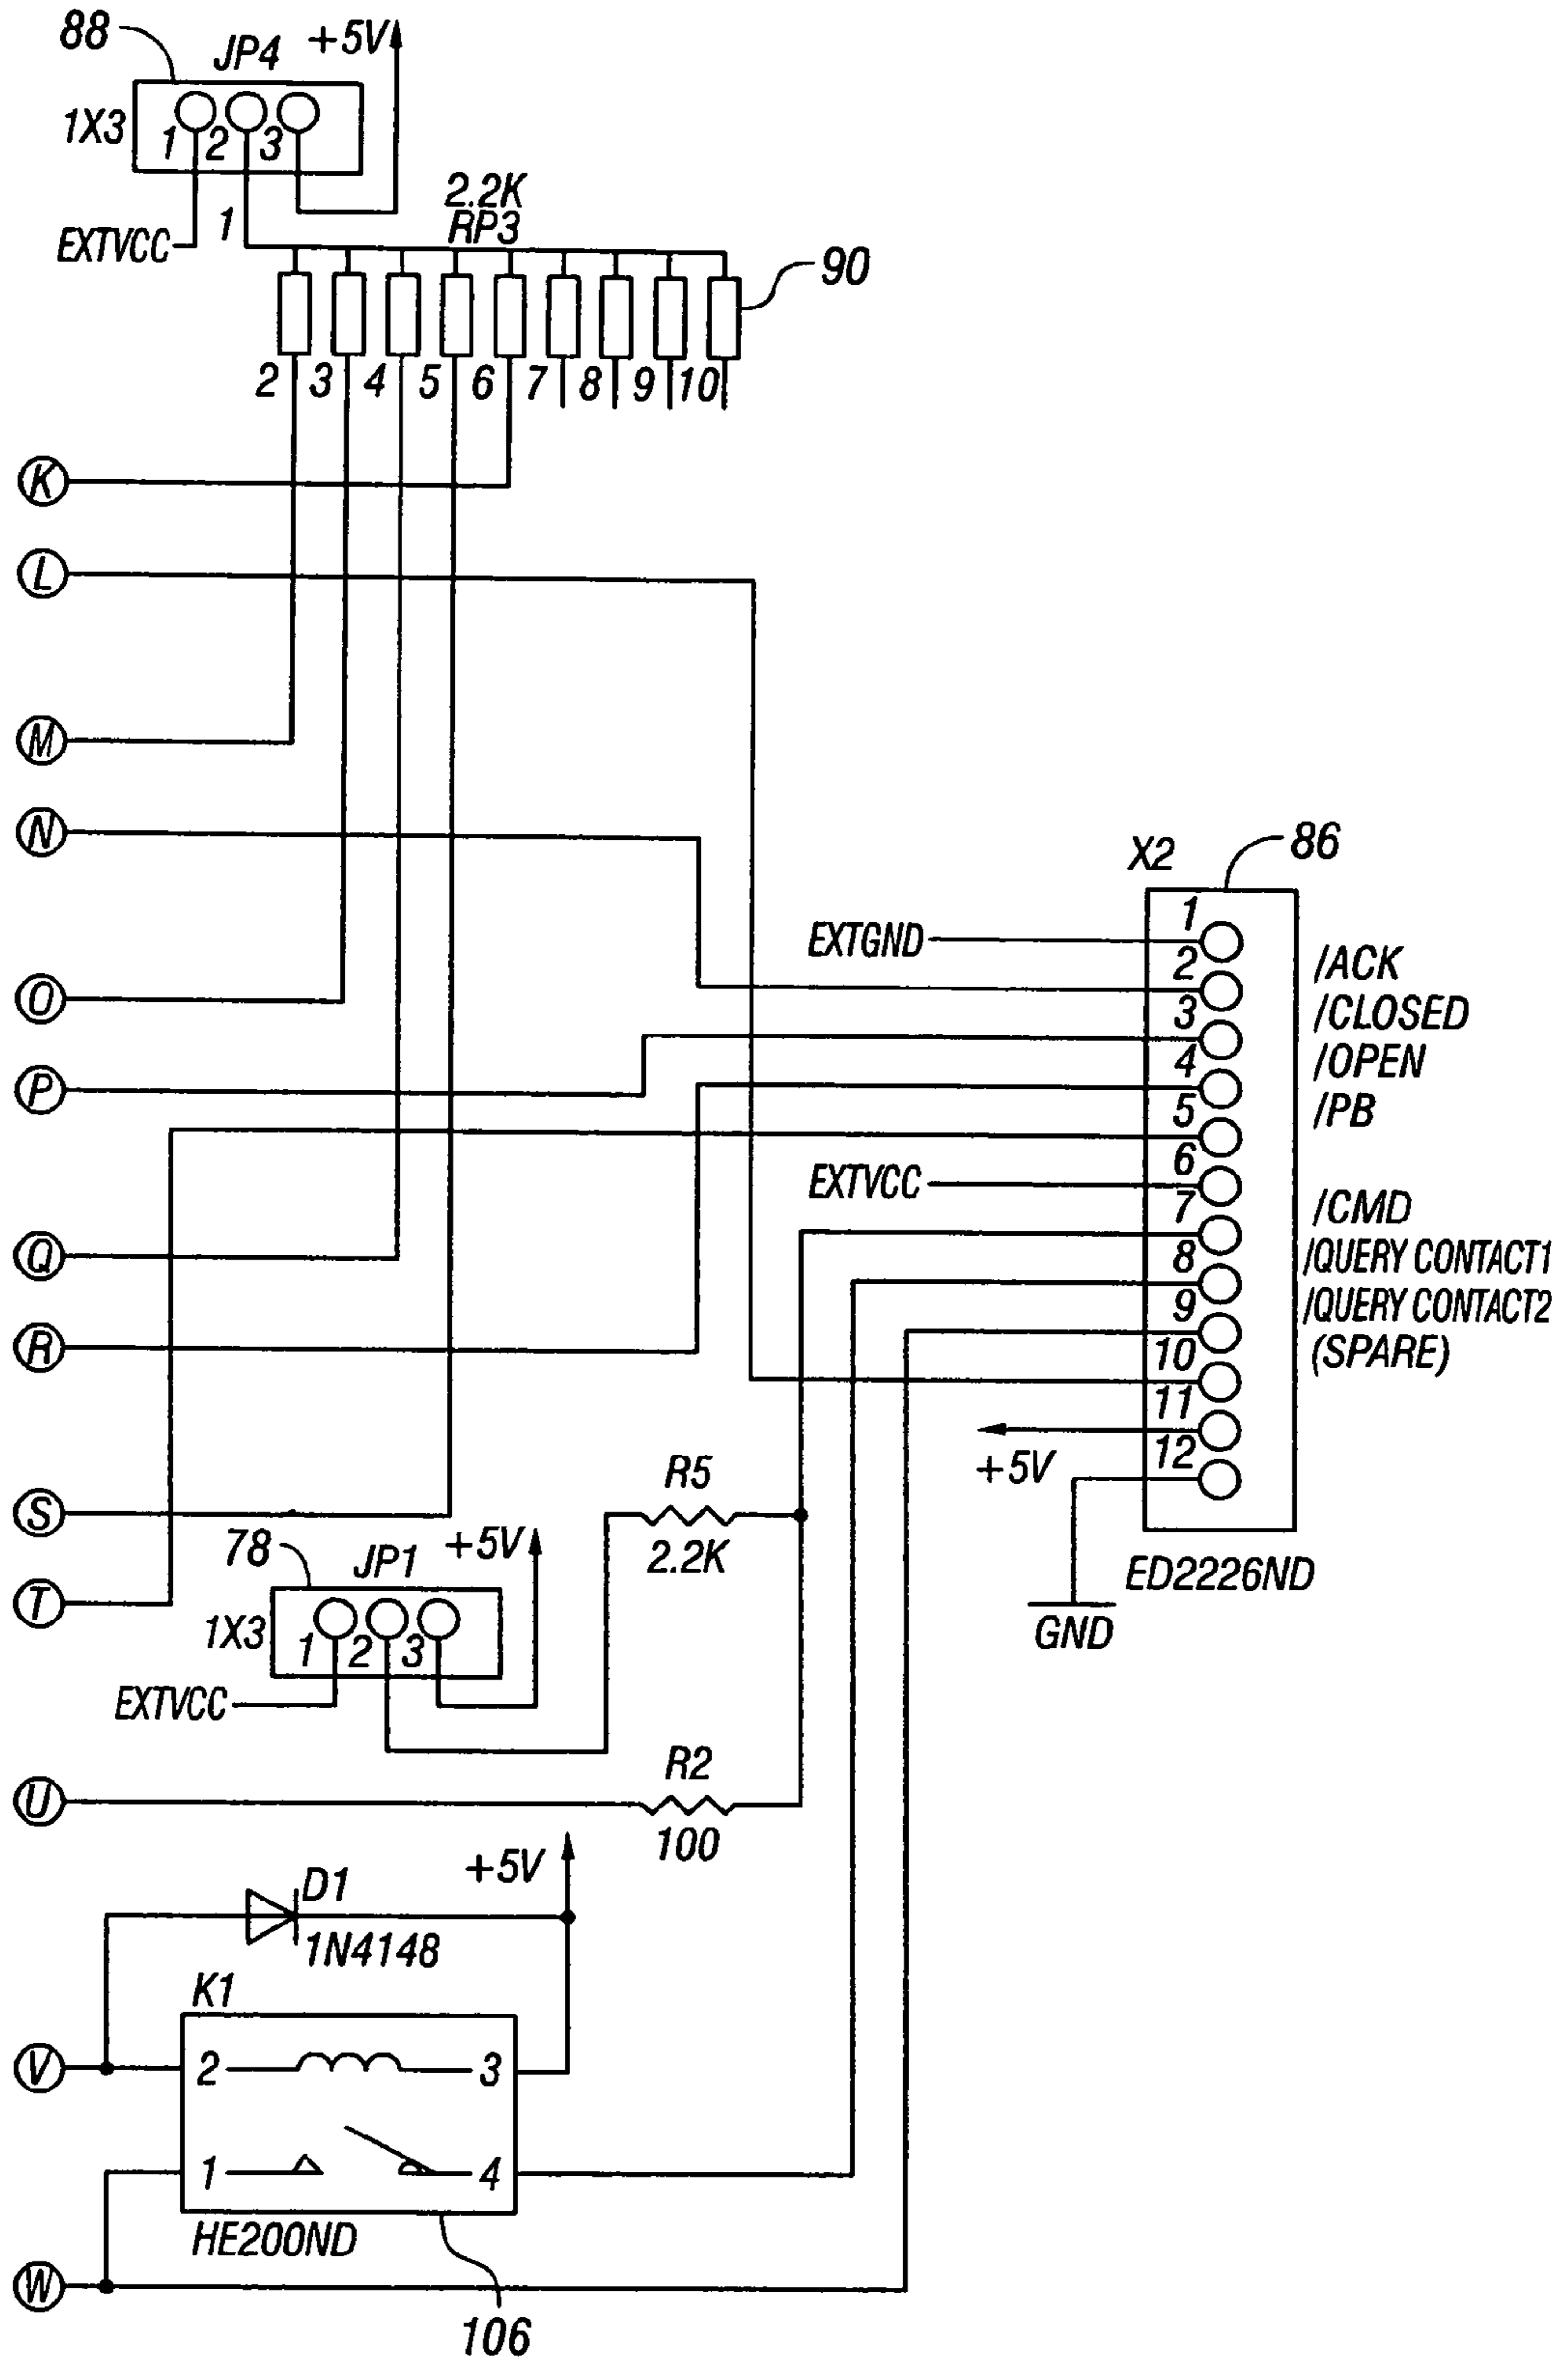 88
JP4
+5V
1X3
1 2 3
EXTVCC
1
2.2K
RP3
90
2 3 4 5 6 7 8 9 10
K
L
M
N
X2
86
1
EXTGND
2
/ACK
O
3
/CLOSED
4
/OPEN
P
5
/PB
6
EXTVCC
7
/CMD
Q
8
/QUERY CONTACT1
9
/QUERY CONTACT2
R
10
(SPARE)
11
12
+5V
R5
S
2.2K
78
JP1
+5V
ED2226ND
T
1X3
1 2 3
GND
EXTVCC
R2
U
100
+5V
D1
1N4148
K1
V
2 3
1 4
HE200ND
W
106